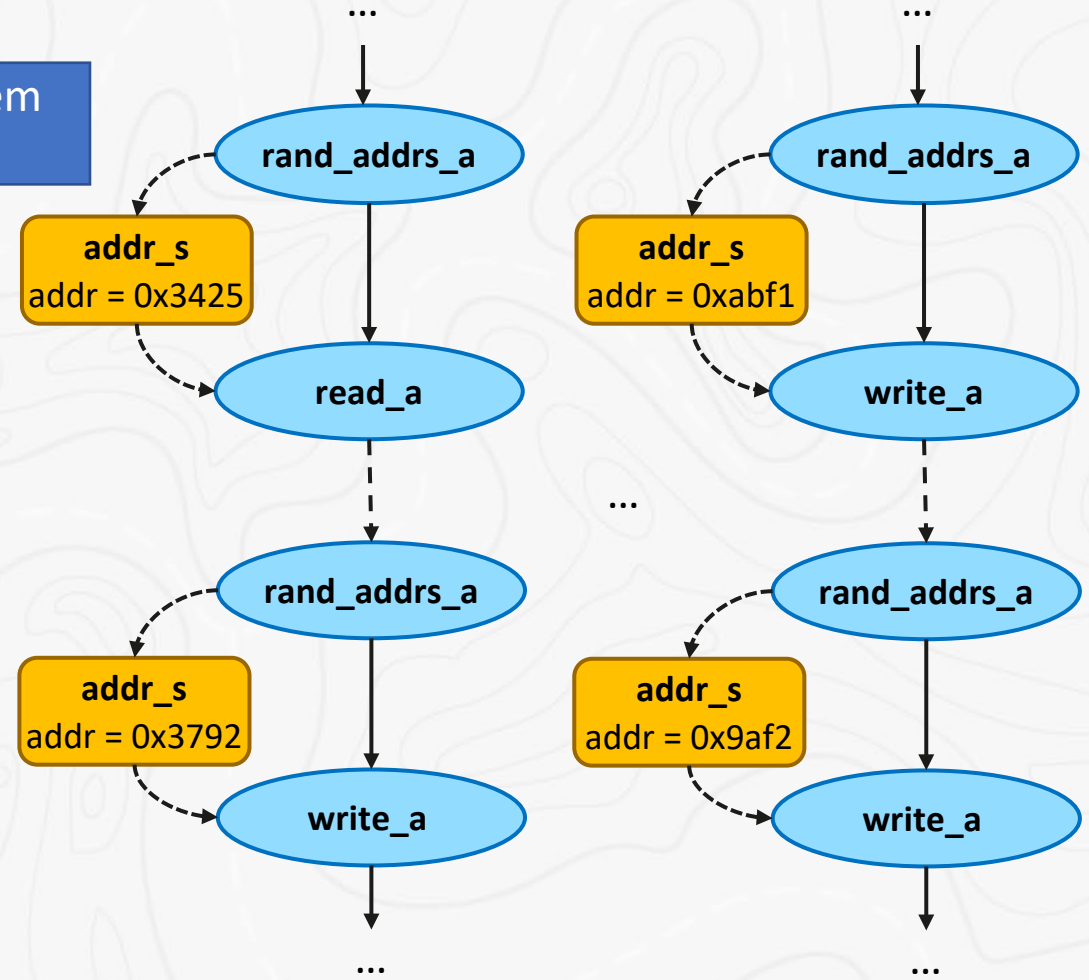 ...
...
rand_addrs_a
rand_addrs_a
addr_s
addr = 0x3425
addr_s
addr = 0xabf1
read_a
write_a
...
rand_addrs_a
rand_addrs_a
addr_s
addr = 0x3792
addr_s
addr = 0x9af2
write_a
write_a
...
...